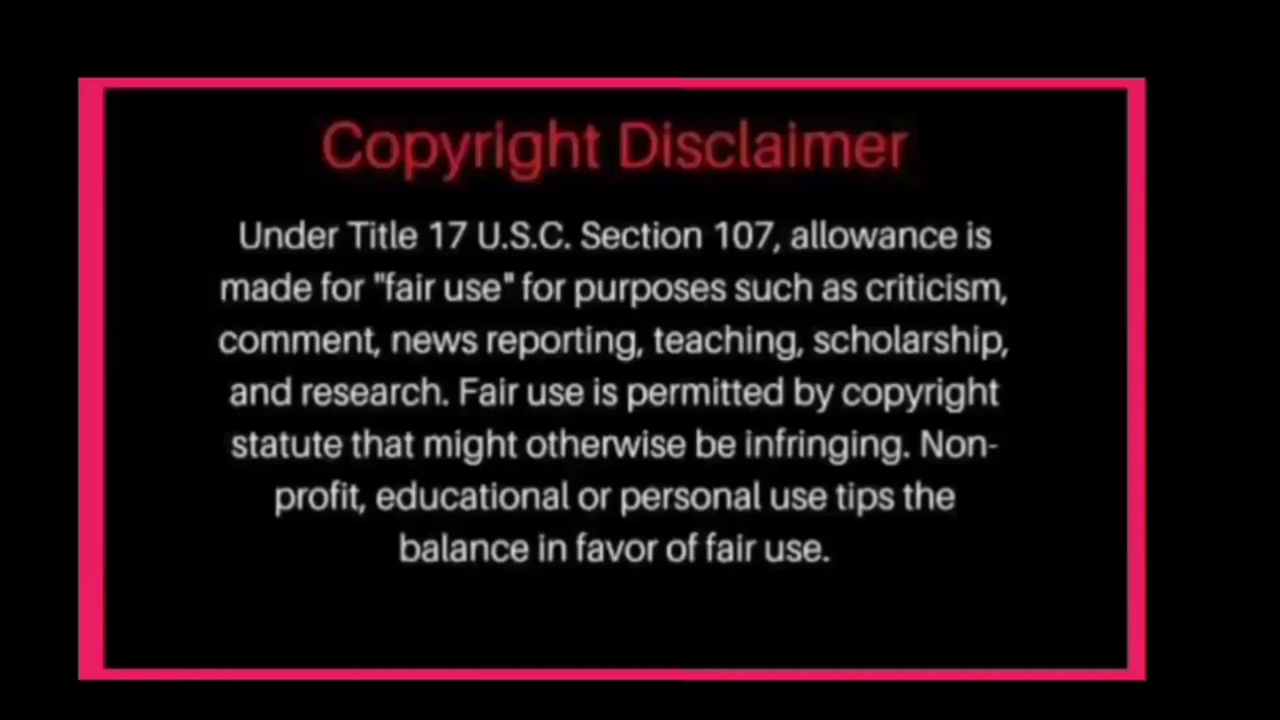 Copyright Disclaimer
Under Title 17 U.S.C. Section 107, allowance is
made for "fair use" for purposes such as criticism,
comment, news reporting, teaching, scholarship,
and research. Fair use is permitted by copyright
statute that might otherwise be infringing. Non-
profit, educational or personal use tips the
balance in favor of fair use.